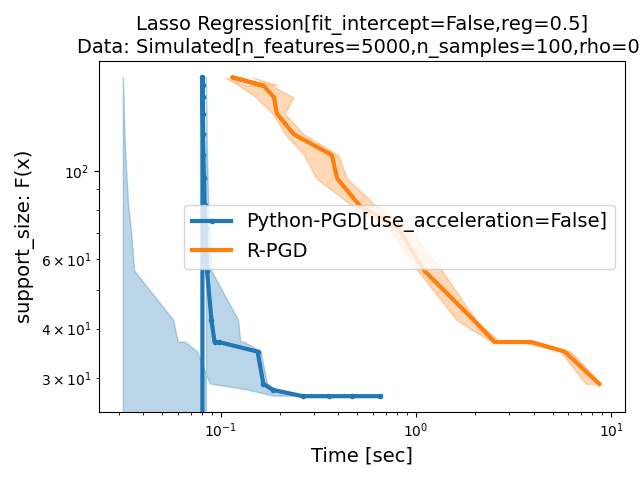 Lasso Regression[fit_intercept=False,reg=0.5]
Data: Simulated[n_features=5000,n_samples=100,rho=0
support_size: F(x)
10²
6 × 10¹
4 × 10¹
3 × 10¹
Python-PGD[use_acceleration=False]
R-PGD
10⁻¹
10⁰
10¹
Time [sec]